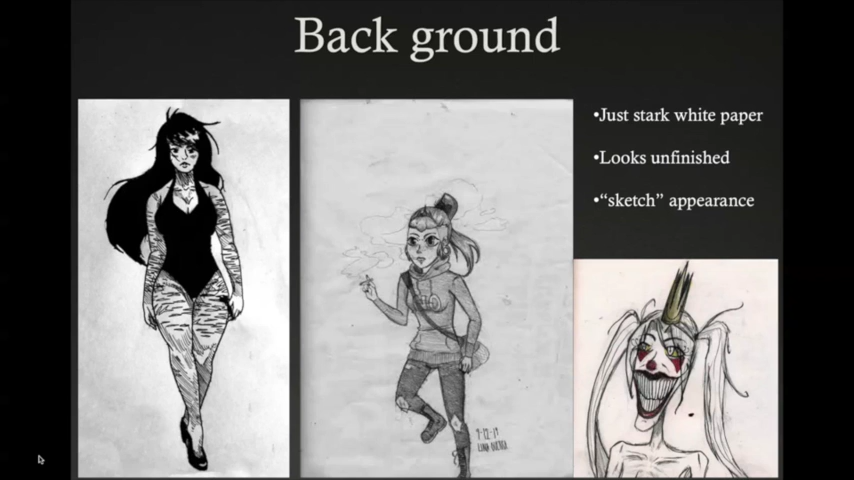 Back ground
•Just stark white paper
•Looks unfinished
•“sketch” appearance